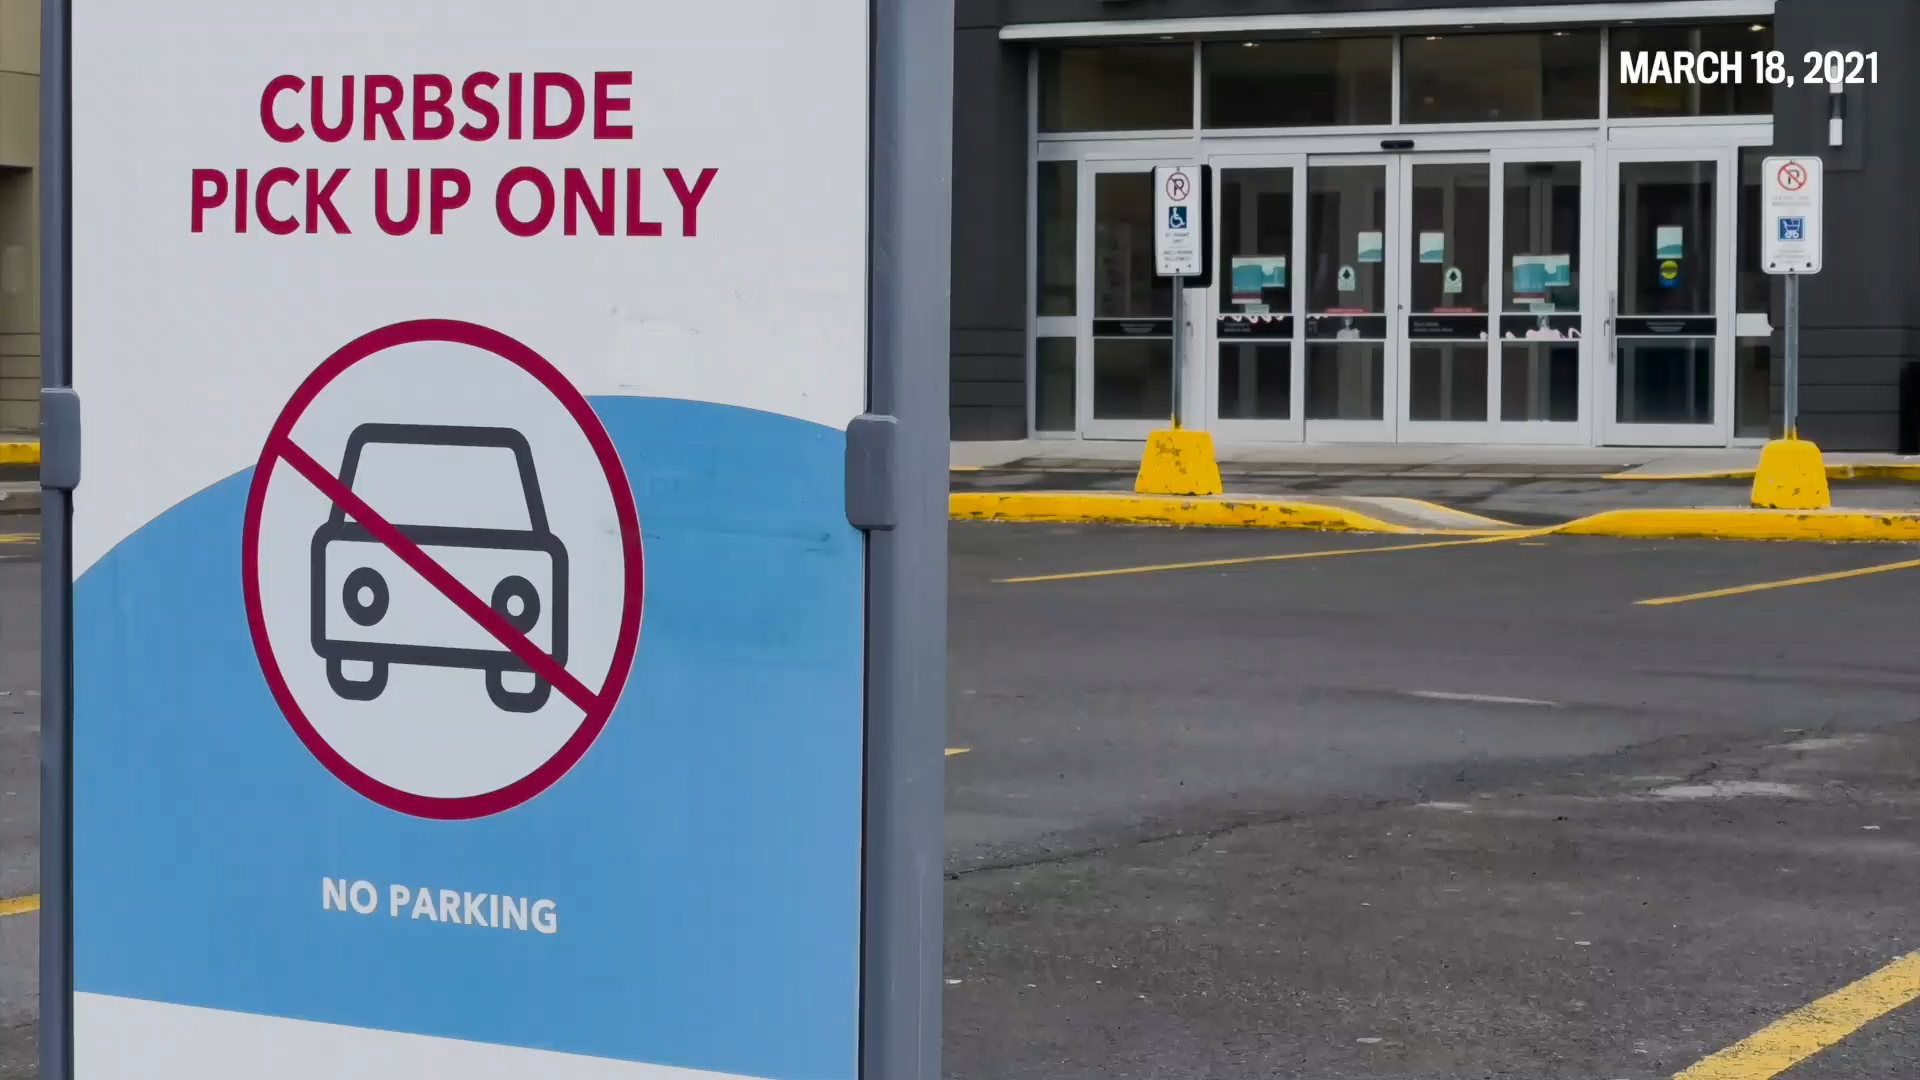 CURBSIDE
PICK UP ONLY
NO PARKING
MARCH 18, 2021
P
P